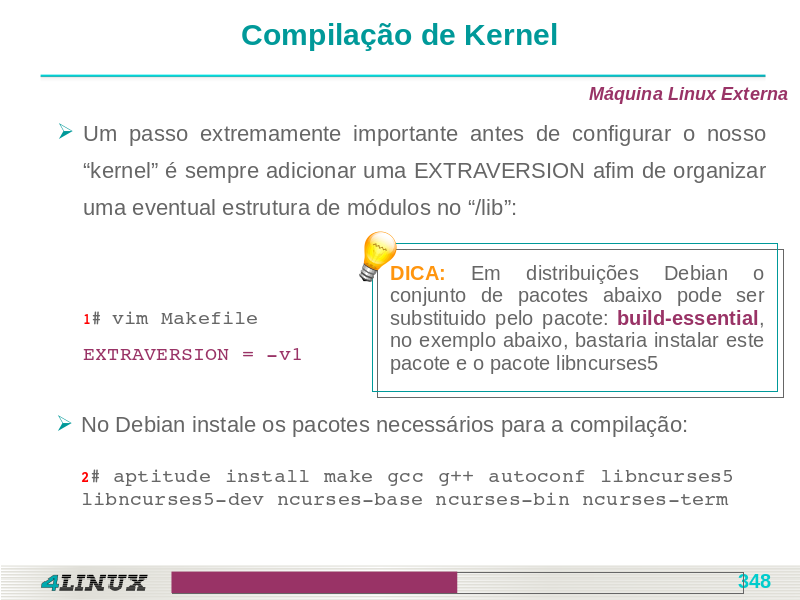 Compilação de Kernel
Máquina Linux Externa
Um passo extremamente importante antes de configurar o nosso
“kernel” é sempre adicionar uma EXTRAVERSION afim de organizar
uma eventual estrutura de módulos no “/lib”:
DICA: Em distribuições Debian o
conjunto de pacotes abaixo pode ser
substituido pelo pacote: build-essential,
no exemplo abaixo, bastaria instalar este
pacote e o pacote libncurses5
1# vim Makefile
EXTRAVERSION = -v1
No Debian instale os pacotes necessários para a compilação:
2# aptitude install make gcc g++ autoconf libncurses5
libncurses5-dev ncurses-base ncurses-bin ncurses-term
4LINUX
348